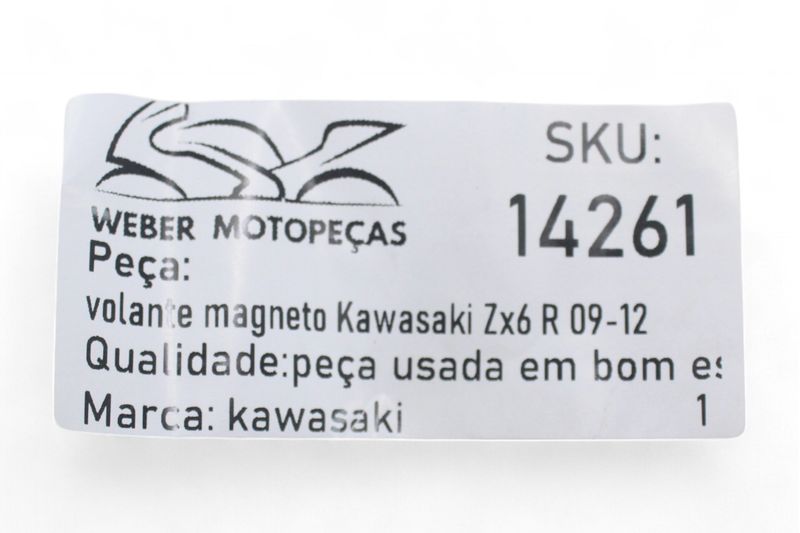 WEBER MOTOPEÇAS
SKU:
14261
Peça:
volante magneto Kawasaki Zx6 R 09-12
Qualidade:peça usada em bom
Marca: kawasaki
1